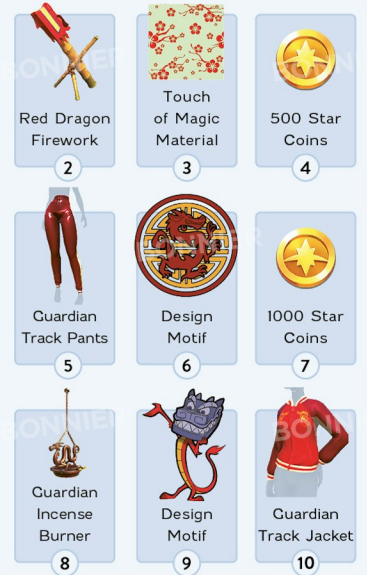 Red Dragon
Firework
2
Touch
of Magic
Material
3
500 Star
Coins
4
Guardian
Track Pants
5
Design
Motif
6
1000 Star
Coins
7
Guardian
Incense
Burner
8
Design
Motif
9
Guardian
Track Jacket
10
BONNIER